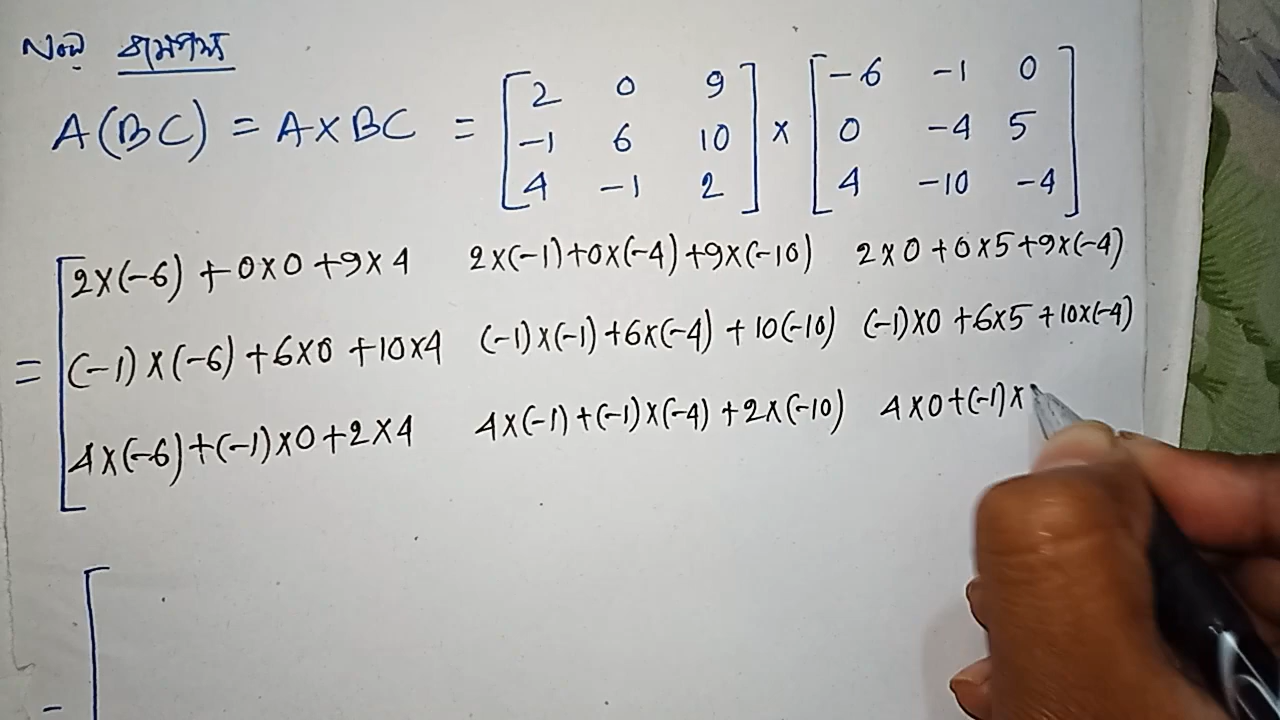 A(BC) = A×BC = [2 0 9] × [-6 -1 0]
[-1 6 10] [0 -4 5]
[4 -1 2] [4 -10 -4]
[2×(-6) + 0×0 + 9×4 2×(-1)+0×(-4)+9×(-10) 2×0+0×5+9×(-4)
= (-1)×(-6)+6×0+10×4 (-1)×(-1)+6×(-4)+10(-10) (-1)×0+6×5+10×(-4)
4×(-6)+(-1)×0+2×4 4×(-1)+(-1)×(-4)+2×(-10) 4×0+(-1)×